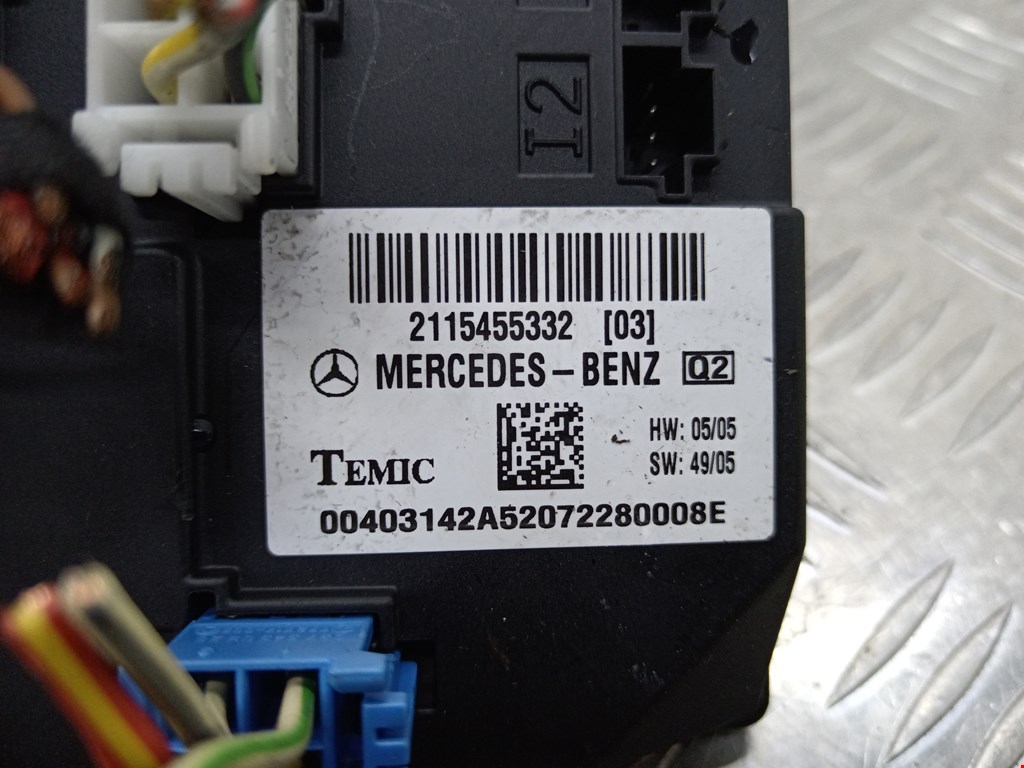 I2
2115455332 [03]
MERCEDES-BENZ Q2
HW: 05/05
SW: 49/05
TEMIC
00403142A52072280008E